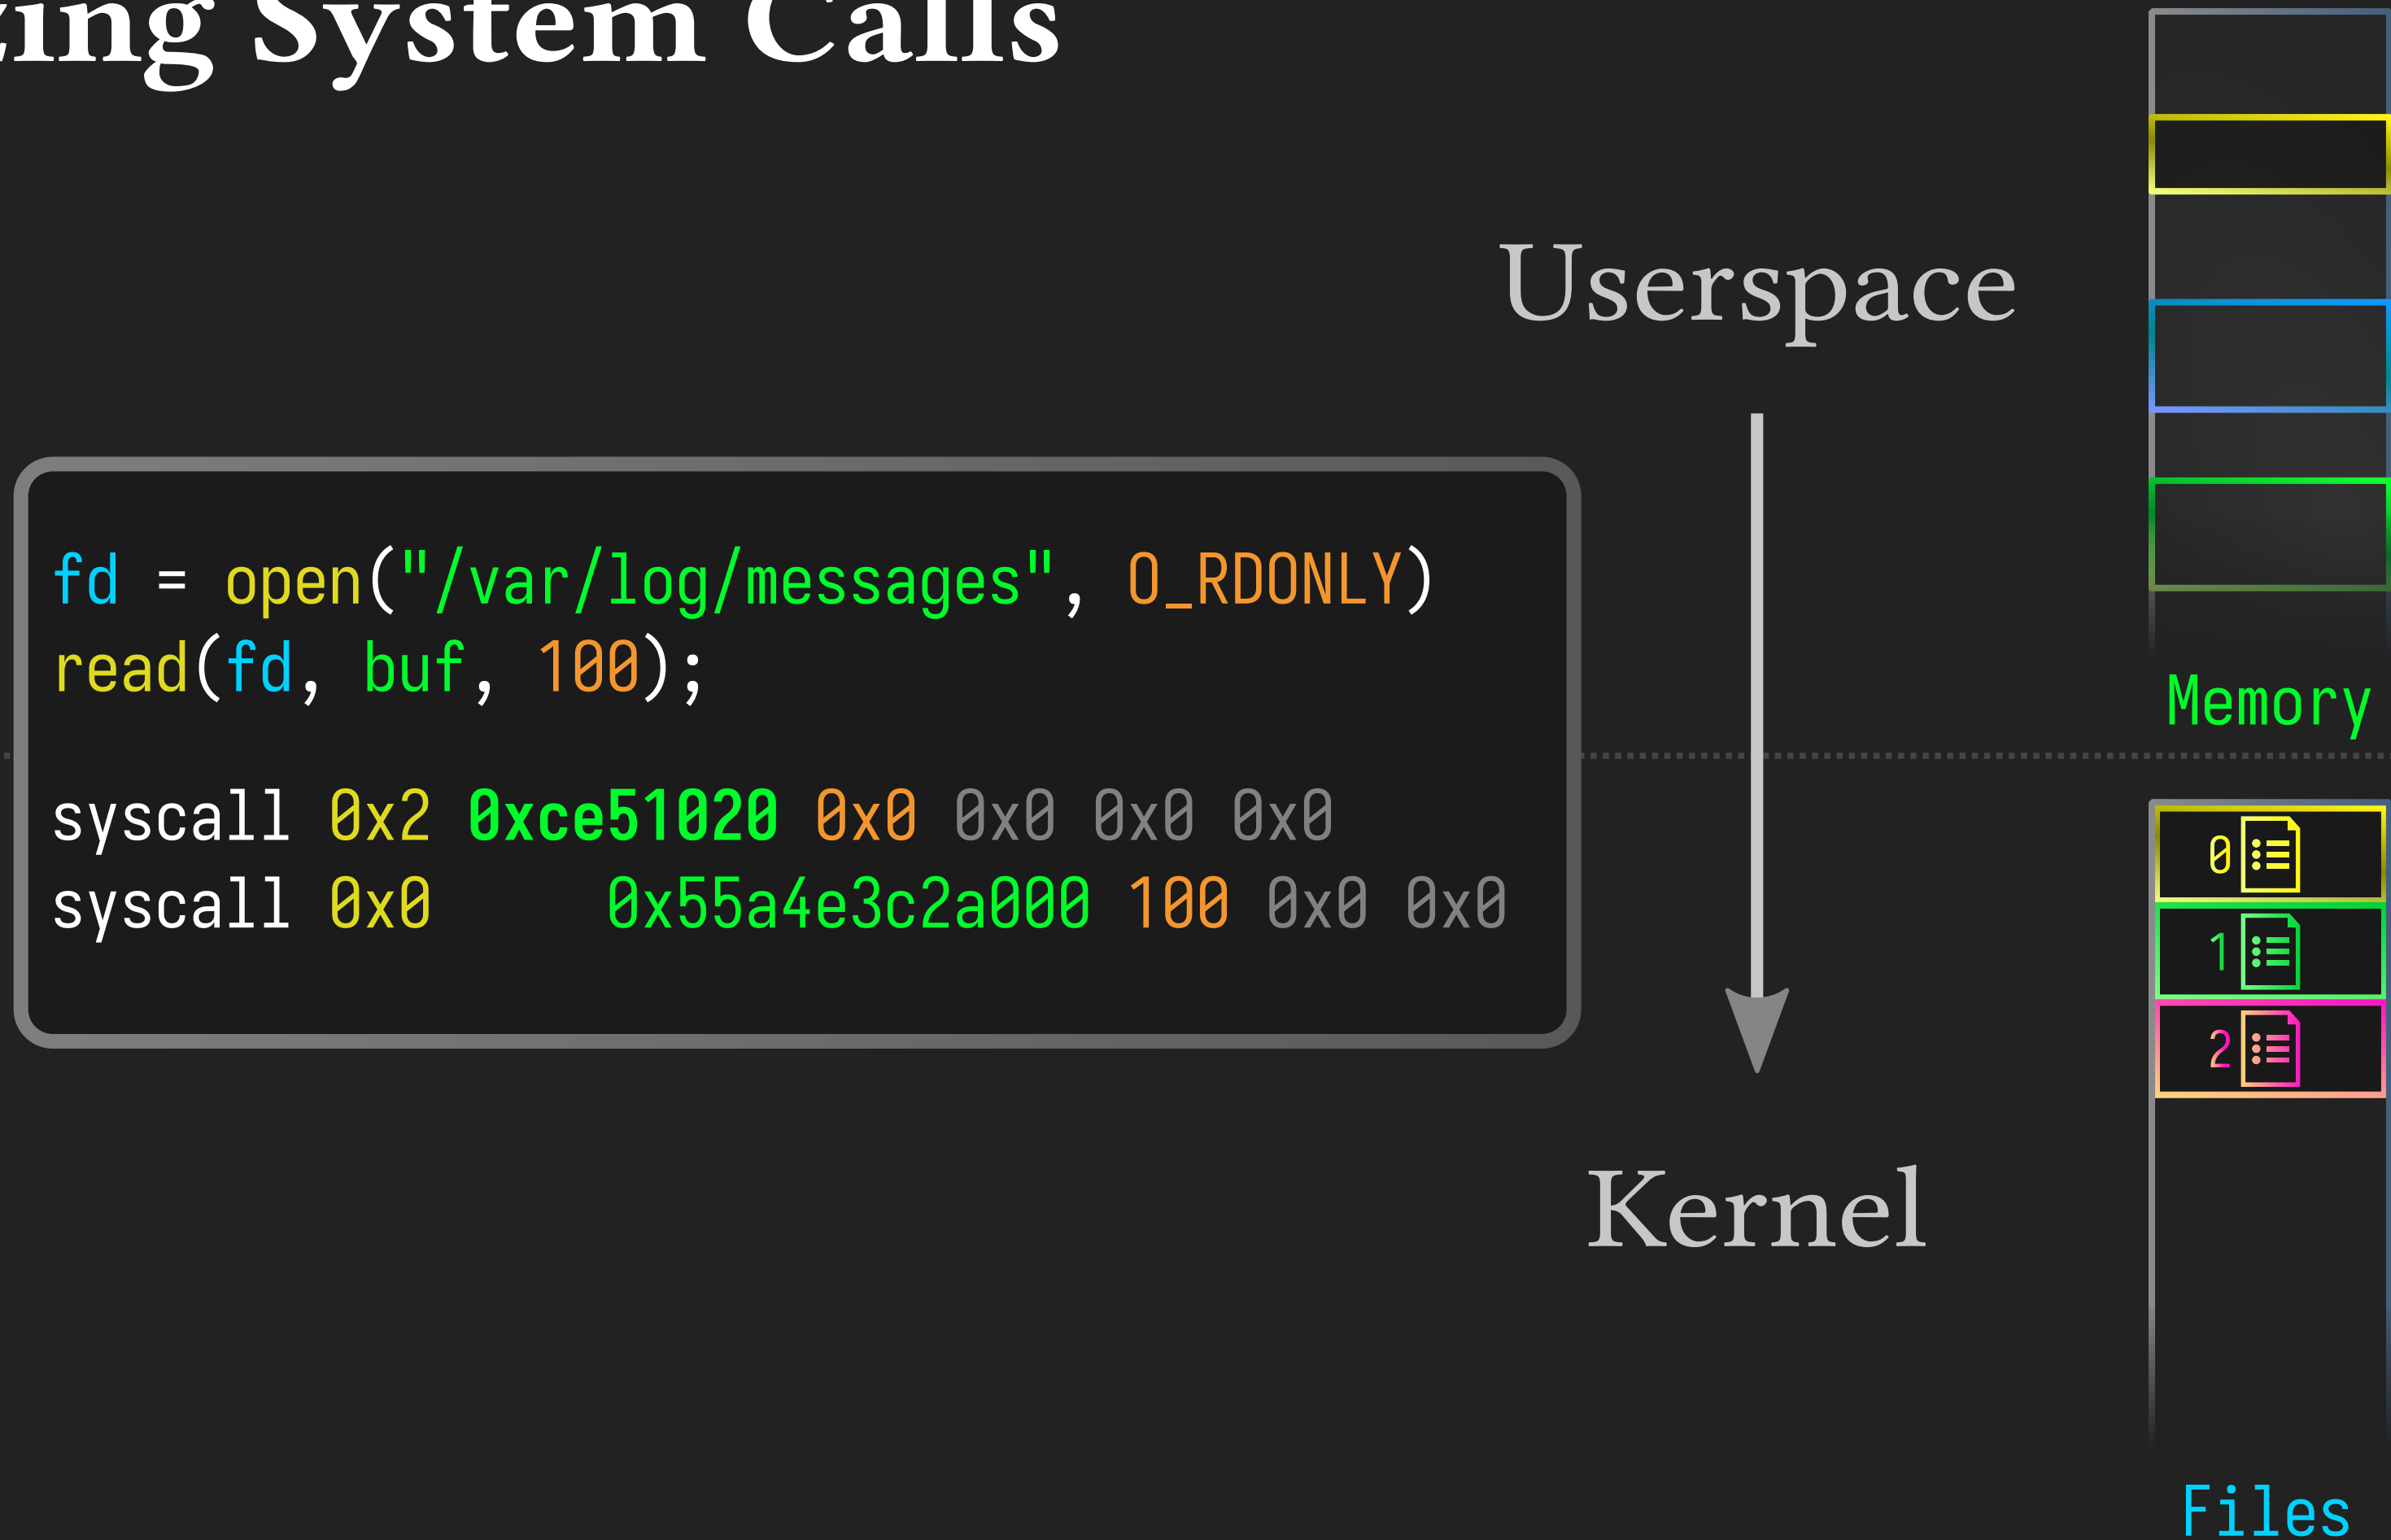 ing System Calls
Userspace
fd = open("/var/log/messages", O_RDONLY)
read(fd, buf, 100);
syscall 0x2 0xce51020 0x0 0x0 0x0 0x0
syscall 0x0 0x55a4e3c2a000 100 0x0 0x0
Memory
0
1
2
Kernel
Files